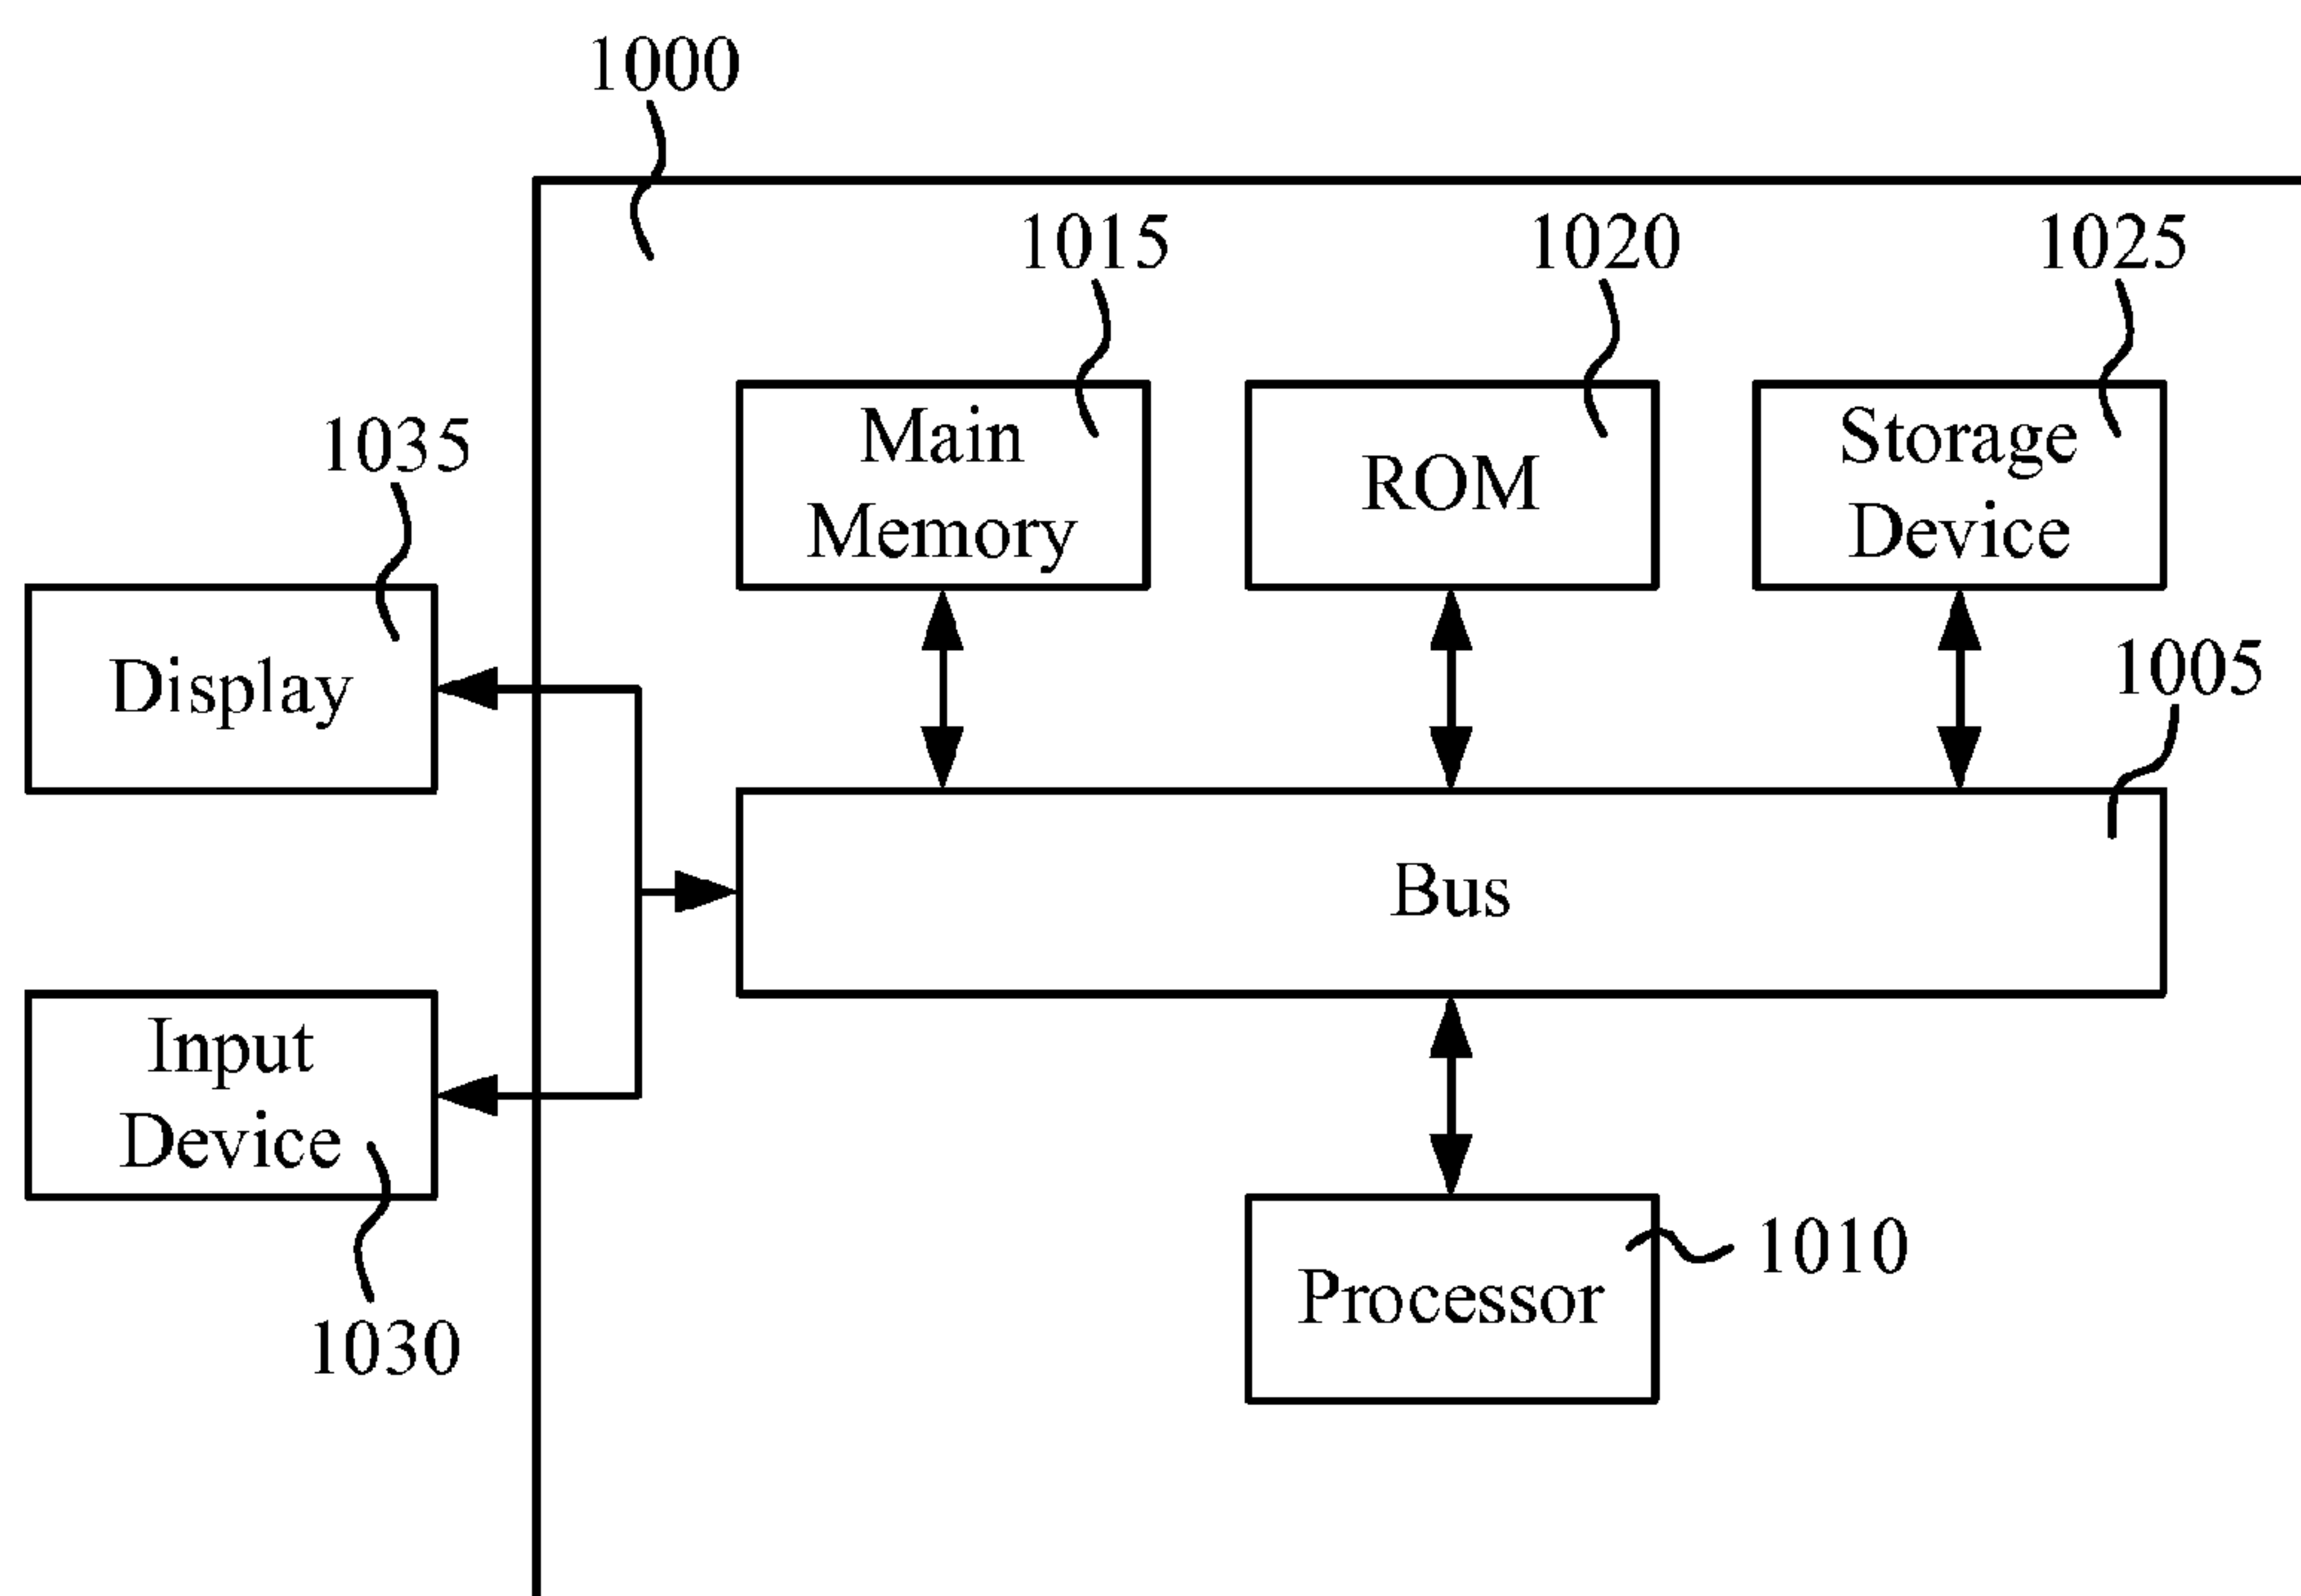 1000
1015
1020
1025
1035
Main
Memory
ROM
Storage
Device
1005
Display
Bus
Input
Device
1010
Processor
1030